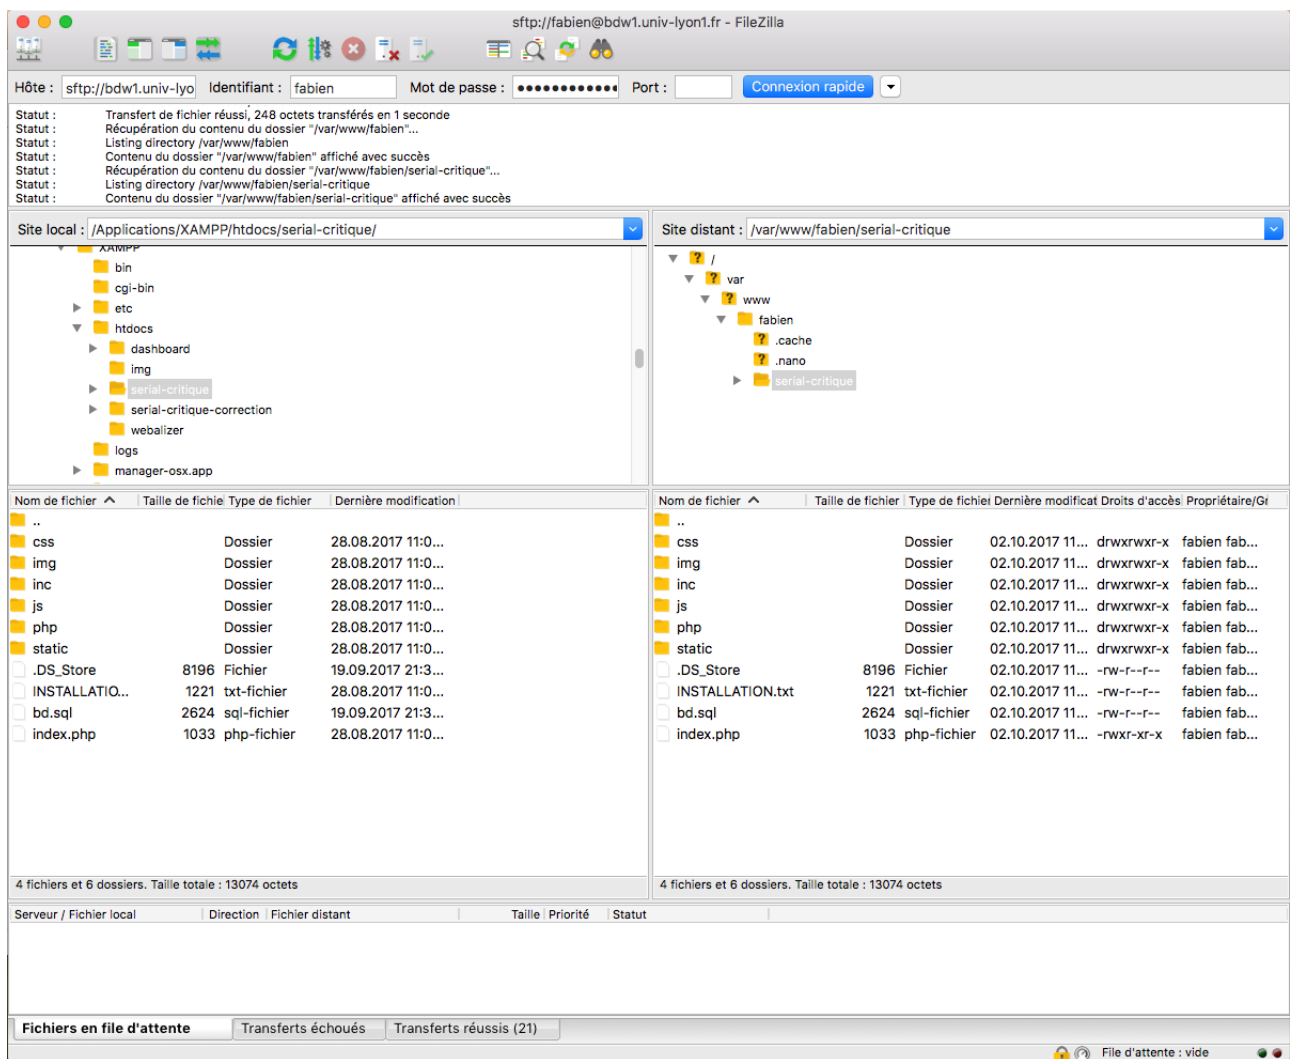 sftp://fabien@bdw1.univ-lyon1.fr - FileZilla
Hôte : sftp://bdw1.univ-lyo Identifiant : fabien Mot de passe : ●●●●●●●●●●●● Port : Connexion rapide
Statut : Transfert de fichier réussi, 248 octets transférés en 1 seconde
Statut : Récupération du contenu du dossier "/var/www/fabien"...
Statut : Listing directory /var/www/fabien
Statut : Contenu du dossier "/var/www/fabien" affiché avec succès
Statut : Récupération du contenu du dossier "/var/www/fabien/serial-critique"...
Statut : Listing directory /var/www/fabien/serial-critique
Statut : Contenu du dossier "/var/www/fabien/serial-critique" affiché avec succès
Site local : /Applications/XAMPP/htdocs/serial-critique/
XAMPP
bin
cgi-bin
etc
htdocs
dashboard
img
serial-critique
serial-critique-correction
webalizer
logs
manager-osx.app
Site distant : /var/www/fabien/serial-critique
/
var
www
fabien
.cache
.nano
serial-critique
Nom de fichier Taille de fichie Type de fichier Dernière modification
..
css Dossier 28.08.2017 11:0...
img Dossier 28.08.2017 11:0...
inc Dossier 28.08.2017 11:0...
js Dossier 28.08.2017 11:0...
php Dossier 28.08.2017 11:0...
static Dossier 28.08.2017 11:0...
.DS_Store 8196 Fichier 19.09.2017 21:3...
INSTALLATIO... 1221 txt-fichier 28.08.2017 11:0...
bd.sql 2624 sql-fichier 19.09.2017 21:3...
index.php 1033 php-fichier 28.08.2017 11:0...
4 fichiers et 6 dossiers. Taille totale : 13074 octets
Nom de fichier Taille de fichier Type de fichier Dernière modificat Droits d'accès Propriétaire/Gr
..
css Dossier 02.10.2017 11... drwxrwxr-x fabien fab...
img Dossier 02.10.2017 11... drwxrwxr-x fabien fab...
inc Dossier 02.10.2017 11... drwxrwxr-x fabien fab...
js Dossier 02.10.2017 11... drwxrwxr-x fabien fab...
php Dossier 02.10.2017 11... drwxrwxr-x fabien fab...
static Dossier 02.10.2017 11... drwxrwxr-x fabien fab...
.DS_Store 8196 Fichier 02.10.2017 11... -rw-r--r-- fabien fab...
INSTALLATION.txt 1221 txt-fichier 02.10.2017 11... -rw-r--r-- fabien fab...
bd.sql 2624 sql-fichier 02.10.2017 11... -rw-r--r-- fabien fab...
index.php 1033 php-fichier 02.10.2017 11... -rwxr-xr-x fabien fab...
4 fichiers et 6 dossiers. Taille totale : 13074 octets
Serveur / Fichier local Direction Fichier distant Taille Priorité Statut
Fichiers en file d'attente Transferts échoués Transferts réussis (21)
File d'attente : vide